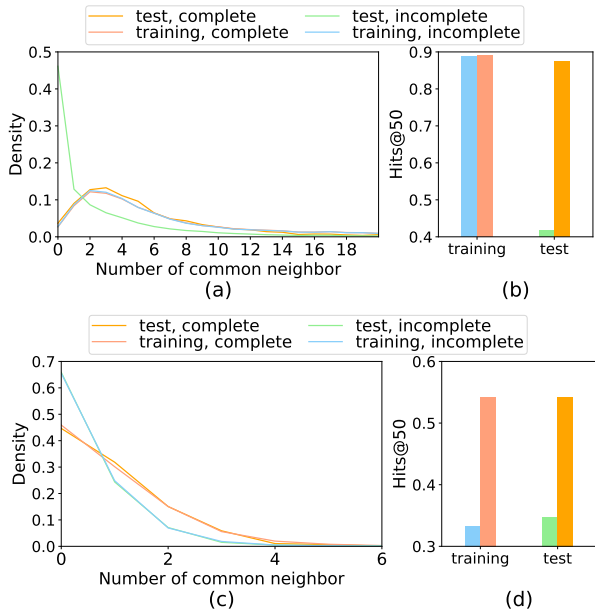 test, complete
test, incomplete
training, complete
training, incomplete
0.5
0.4
0.3
0.2
0.1
0.0
Density
0 2 4 6 8 10 12 14 16 18
Number of common neighbor
(a)
0.9
0.8
0.7
0.6
0.5
0.4
Hits@50
training test
(b)
test, complete
test, incomplete
training, complete
training, incomplete
0.7
0.6
0.5
0.4
0.3
0.2
0.1
0.0
Density
0 2 4 6
Number of common neighbor
(c)
0.6
0.5
0.4
0.3
Hits@50
training test
(d)